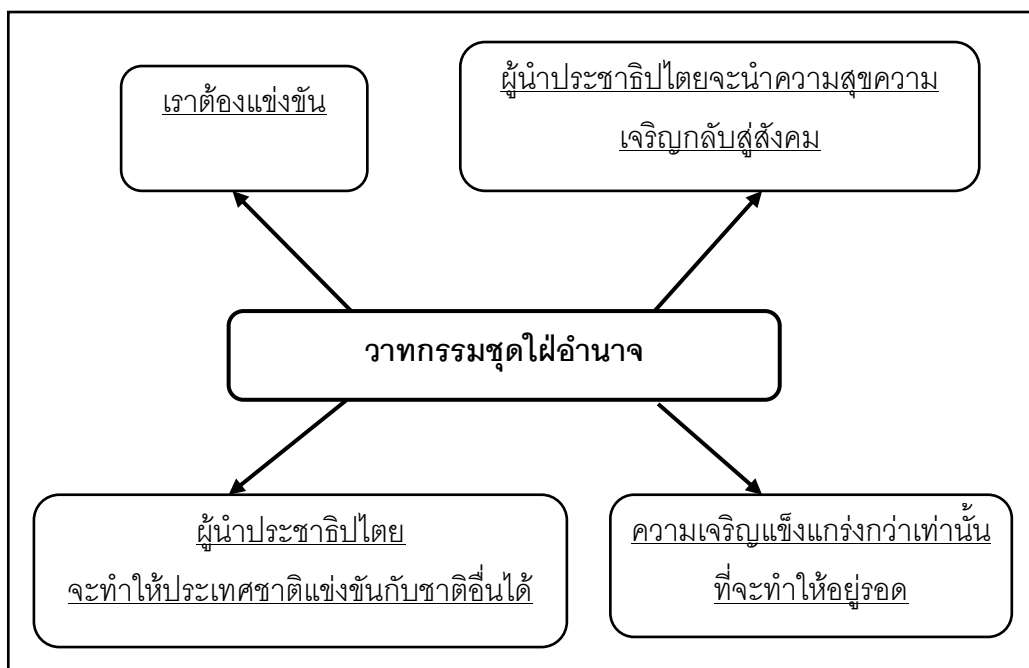 เราต้องแข่งขัน
ผู้นำประชาธิปไตยจะนำความสุขความ
เจริญกลับสู่สังคม
วาทกรรมชุดใฝ่อำนาจ
ผู้นำประชาธิปไตย
จะทำให้ประเทศชาติแข่งขันกับชาติอื่นได้
ความเจริญแข็งแกร่งกว่าเท่านั้น
ที่จะทำให้อยู่รอด